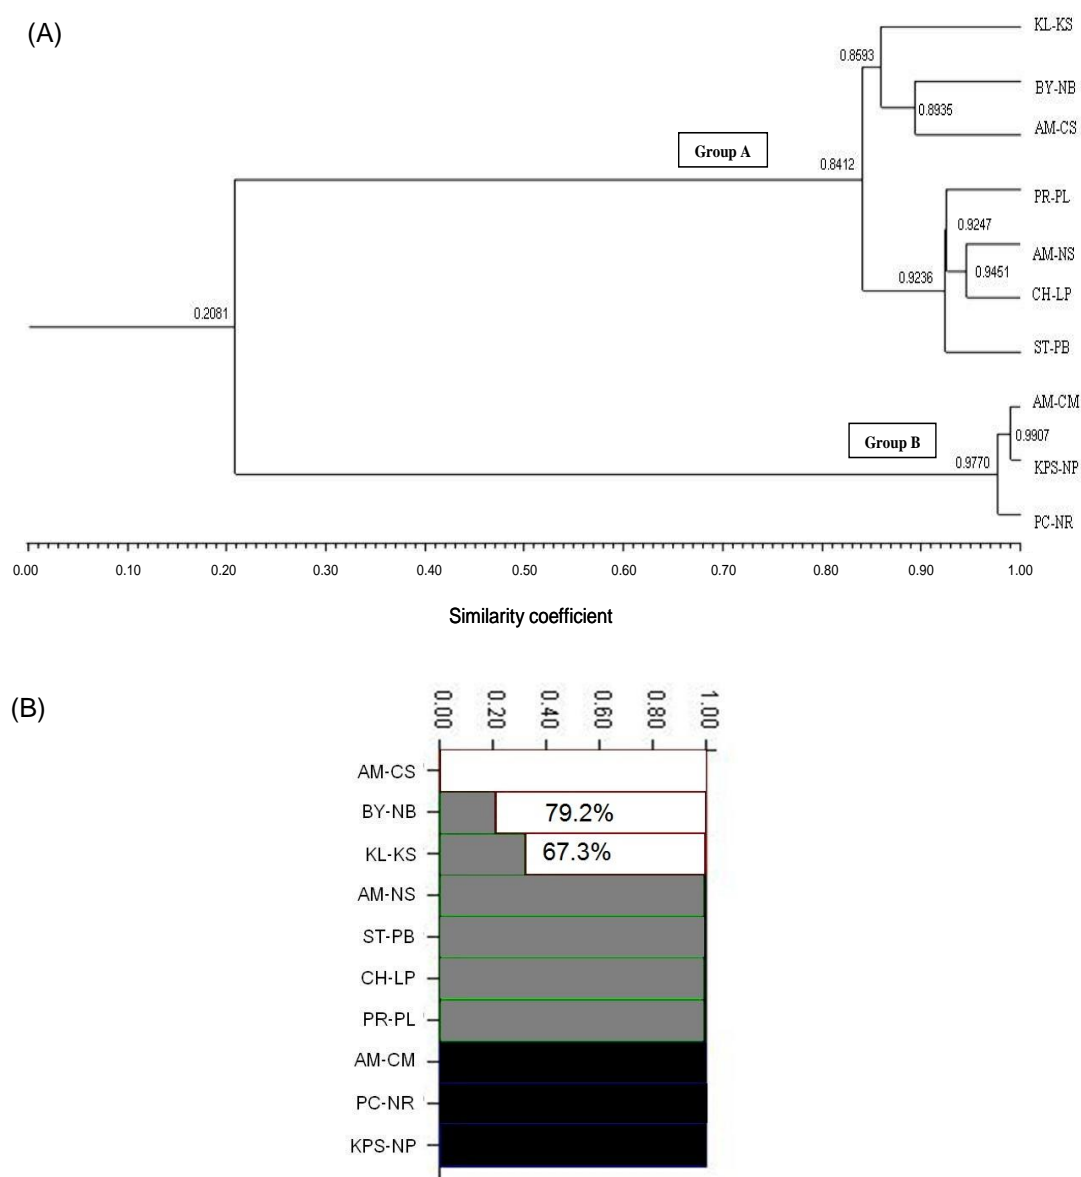 (A)
KL-KS
0.8593
BY-NB
0.8935
AM-CS
Group A
0.8412
PR-PL
0.9247
AM-NS
0.9236
0.9451
CH-LP
0.2081
ST-PB
AM-CM
Group B
0.9907
0.9770
KPS-NP
PC-NR
0.00 0.10 0.20 0.30 0.40 0.50 0.60 0.70 0.80 0.90 1.00
Similarity coefficient
(B)
0.00 0.20 0.40 0.60 0.80 1.00
AM-CS
BY-NB 79.2%
KL-KS 67.3%
AM-NS
ST-PB
CH-LP
PR-PL
AM-CM
PC-NR
KPS-NP